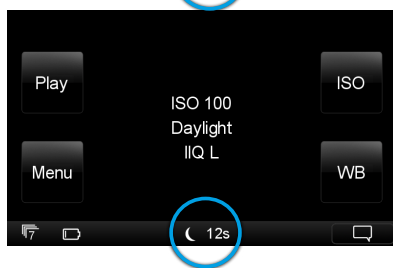 Play
ISO
ISO 100
Daylight
IIQ L
Menu
WB
7
12s